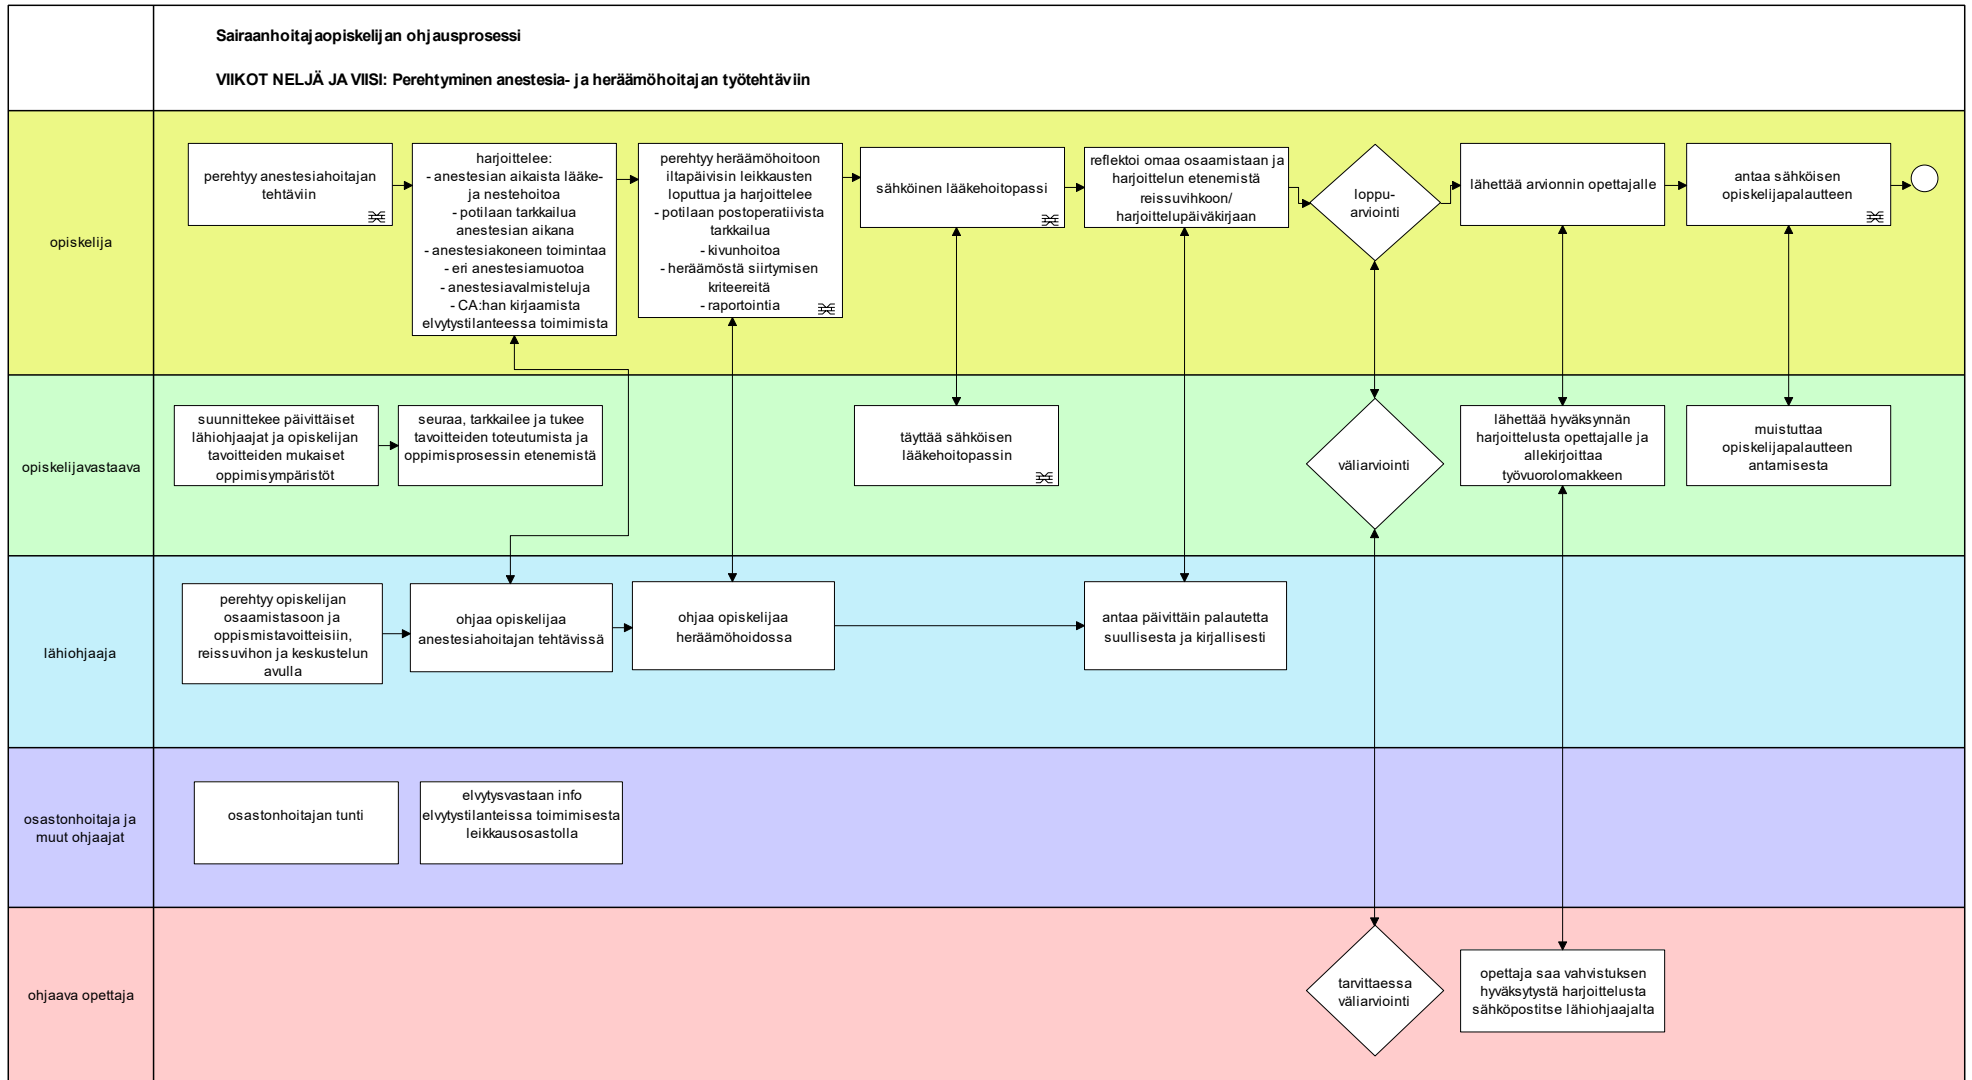 Sairaanhoitajaopiskelijan ohjausprosessi
VIIKOT NELJÄ JA VIISI: Perehtyminen anestesia- ja heräämöhoitajan työtehtäviin
opiskelija
perehtyy anestesiahoitajan
tehtäviin
harjoittelee:
- anestesian aikaista lääke-
ja nestehoitoa
- potilaan tarkkailua
anestesian aikana
- anestesiakoneen toimintaa
- eri anestesiamuotoa
- anestesiavalmisteluja
- CA:han kirjaamista
elvytystilanteessa toimimista
perehtyy heräämöhoitoon
iltapäivisin leikkausten
loputtua ja harjoittelee
- potilaan postoperatiivista
tarkkailua
- kivunhoitoa
- heräämöstä siirtymisen
kriteereitä
- raportointia
sähköinen lääkehoitopassi
reflektoi omaa osaamistaan ja
harjoittelun etenemistä
reissuvihkoon/
harjoittelupäiväkirjaan
loppu-
arviointi
lähettää arvionnin opettajalle
antaa sähköisen
opiskelijapalautteen
opiskelijavastaava
suunnittekee päivittäiset
lähiohjaajat ja opiskelijan
tavoitteiden mukaiset
oppimisympäristöt
seuraa, tarkkailee ja tukee
tavoitteiden toteutumista ja
oppimisprosessin etenemistä
täyttää sähköisen
lääkehoitopassin
väliarviointi
lähettää hyväksynnän
harjoittelusta opettajalle ja
allekirjoittaa
työvuorolomakkeen
muistuttaa
opiskelijapalautteen
antamisesta
lähiohjaaja
perehtyy opiskelijan
osaamistasoon ja
oppismistavoitteisiin,
reissuvihon ja keskustelun
avulla
ohjaa opiskelijaa
anestesiahoitajan tehtävissä
ohjaa opiskelijaa
heräämöhoidossa
antaa päivittäin palautetta
suullisesta ja kirjallisesti
osastonhoitaja ja
muut ohjaajat
osastonhoitajan tunti
elvytysvastaan info
elvytystilanteissa toimimisesta
leikkausosastolla
ohjaava opettaja
tarvittaessa
väliarviointi
opettaja saa vahvistuksen
hyväksytystä harjoittelusta
sähköpostitse lähiohjaajalta